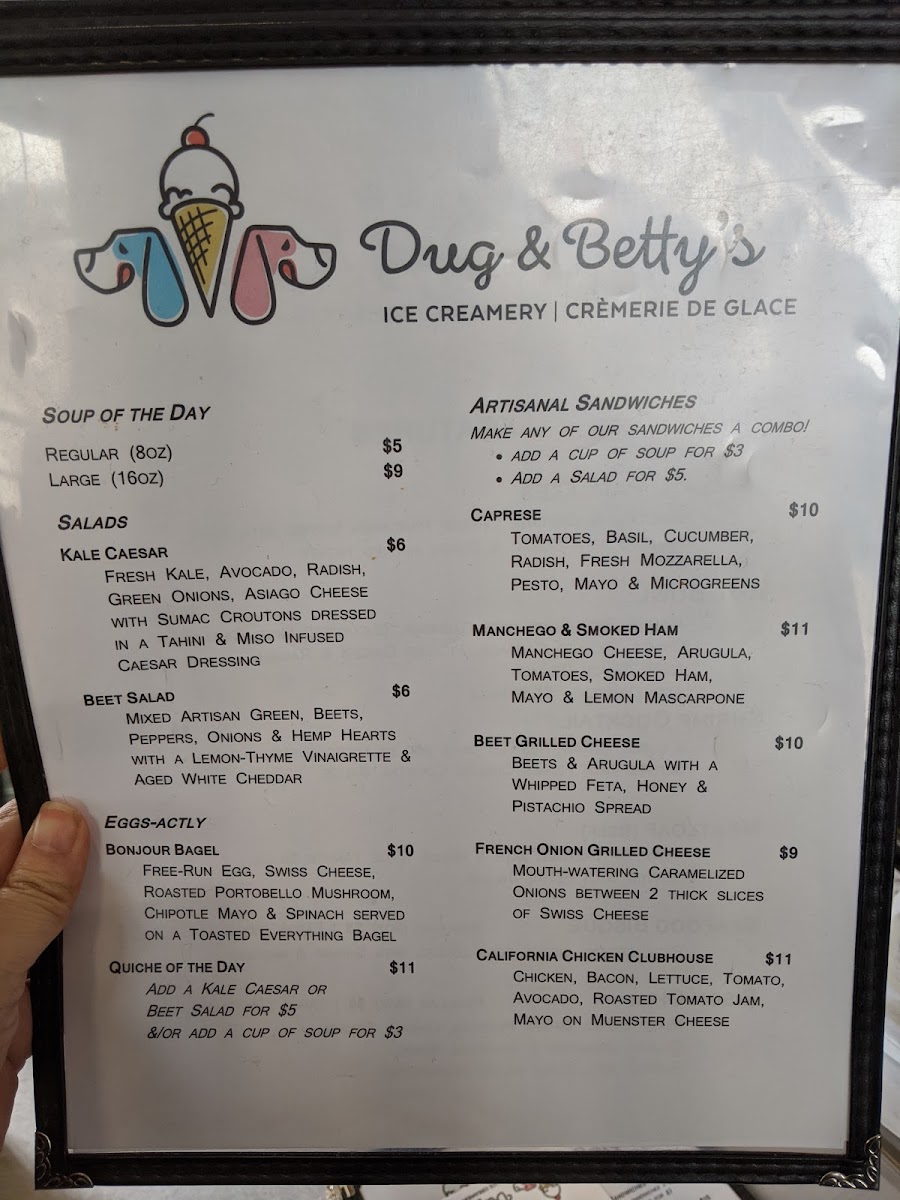 Dug & Betty's
ICE CREAMERY | CRÈMERIE DE GLACE
SOUP OF THE DAY
REGULAR (8OZ) $5
LARGE (16OZ) $9
SALADS
KALE CAESAR $6
FRESH KALE, AVOCADO, RADISH,
GREEN ONIONS, ASIAGO CHEESE
WITH SUMAC CROUTONS DRESSED
IN A TAHINI & MISO INFUSED
CAESAR DRESSING
BEET SALAD $6
MIXED ARTISAN GREEN, BEETS,
PEPPERS, ONIONS & HEMP HEARTS
WITH A LEMON-THYME VINAIGRETTE &
AGED WHITE CHEDDAR
EGGS-ACTLY
BONJOUR BAGEL $10
FREE-RUN EGG, SWISS CHEESE,
ROASTED PORTOBELLO MUSHROOM,
CHIPOTLE MAYO & SPINACH SERVED
ON A TOASTED EVERYTHING BAGEL
QUICHE OF THE DAY $11
ADD A KALE CAESAR OR
BEET SALAD FOR $5
&/OR ADD A CUP OF SOUP FOR $3
ARTISANAL SANDWICHES
MAKE ANY OF OUR SANDWICHES A COMBO!
• ADD A CUP OF SOUP FOR $3
• ADD A SALAD FOR $5.
CAPRESE $10
TOMATOES, BASIL, CUCUMBER,
RADISH, FRESH MOZZARELLA,
PESTO, MAYO & MICROGREENS
MANCHEGO & SMOKED HAM $11
MANCHEGO CHEESE, ARUGULA,
TOMATOES, SMOKED HAM,
MAYO & LEMON MASCARPONE
BEET GRILLED CHEESE $10
BEETS & ARUGULA WITH A
WHIPPED FETA, HONEY &
PISTACHIO SPREAD
FRENCH ONION GRILLED CHEESE $9
MOUTH-WATERING CARAMELIZED
ONIONS BETWEEN 2 THICK SLICES
OF SWISS CHEESE
CALIFORNIA CHICKEN CLUBHOUSE $11
CHICKEN, BACON, LETTUCE, TOMATO,
AVOCADO, ROASTED TOMATO JAM,
MAYO ON MUENSTER CHEESE